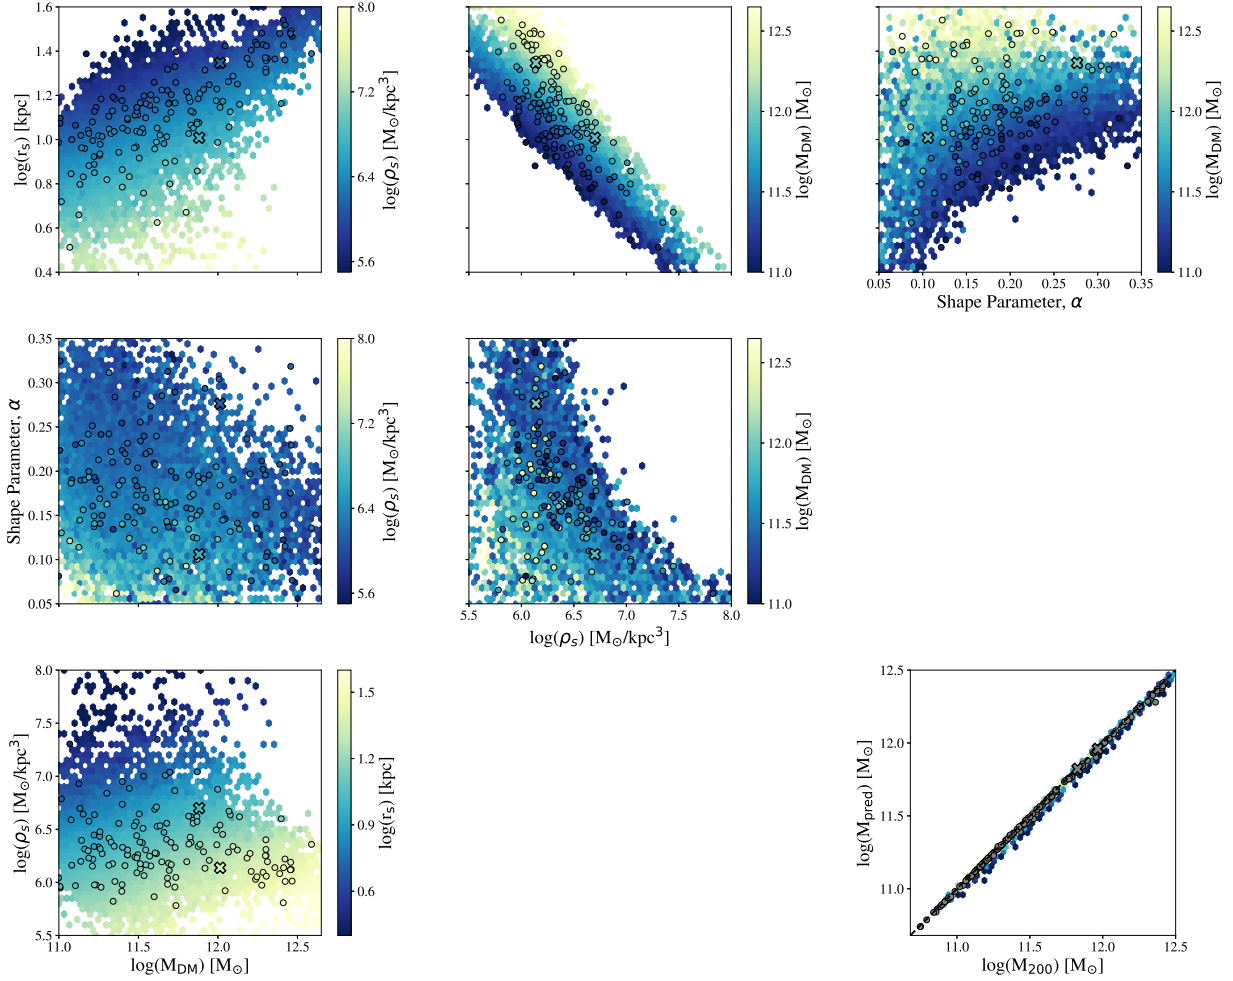 1.6
1.4
1.2
1.0
0.8
0.6
0.4
log(r_s) [kpc]
8.0
7.2
6.4
5.6
log(ρ_s) [M_⊙/kpc^3]
12.5
12.0
11.5
11.0
log(M_DM) [M_⊙]
12.5
12.0
11.5
11.0
log(M_DM) [M_⊙]
0.05 0.10 0.15 0.20 0.25 0.30 0.35
Shape Parameter, α
0.35
0.30
0.25
0.20
0.15
0.10
0.05
Shape Parameter, α
8.0
7.2
6.4
5.6
log(ρ_s) [M_⊙/kpc^3]
5.5 6.0 6.5 7.0 7.5 8.0
log(ρ_s) [M_⊙/kpc^3]
12.5
12.0
11.5
11.0
log(M_DM) [M_⊙]
8.0
7.5
7.0
6.5
6.0
5.5
log(ρ_s) [M_⊙/kpc^3]
11.0 11.5 12.0 12.5
log(M_DM) [M_⊙]
1.5
1.2
0.9
0.6
log(r_s) [kpc]
12.5
12.0
11.5
11.0
log(M_pred) [M_⊙]
11.0 11.5 12.0 12.5
log(M_200) [M_⊙]